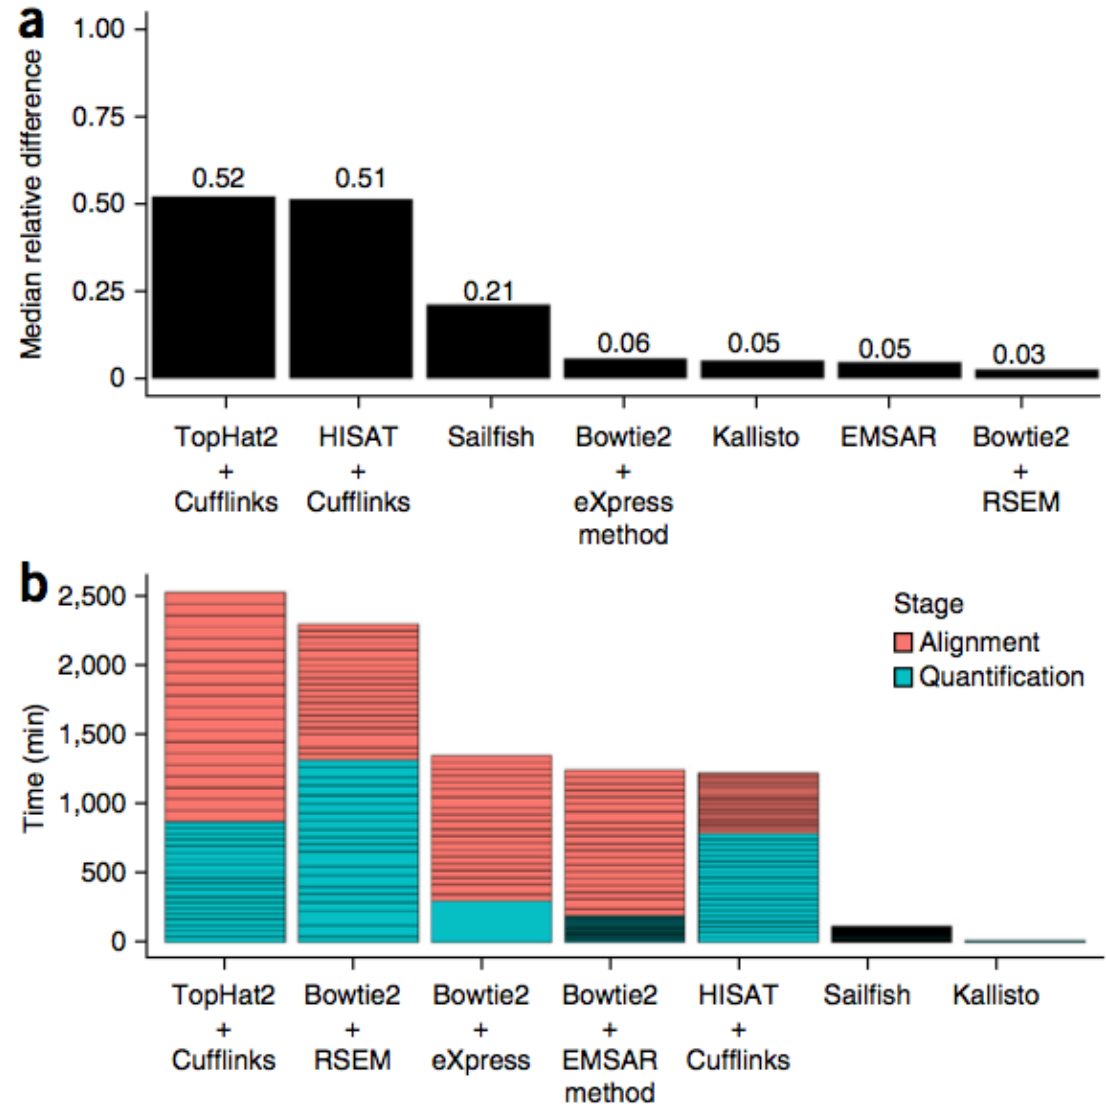 a
Median relative difference
1.00
0.75
0.50
0.25
0
0.52
0.51
0.21
0.06
0.05
0.05
0.03
TopHat2
+
Cufflinks
HISAT
+
Cufflinks
Sailfish
Bowtie2
+
eXpress
method
Kallisto
EMSAR
Bowtie2
+
RSEM
b
Time (min)
2,500
2,000
1,500
1,000
500
0
Stage
Alignment
Quantification
TopHat2
+
Cufflinks
Bowtie2
+
RSEM
Bowtie2
+
eXpress
Bowtie2
+
EMSAR
method
HISAT
+
Cufflinks
Sailfish
Kallisto